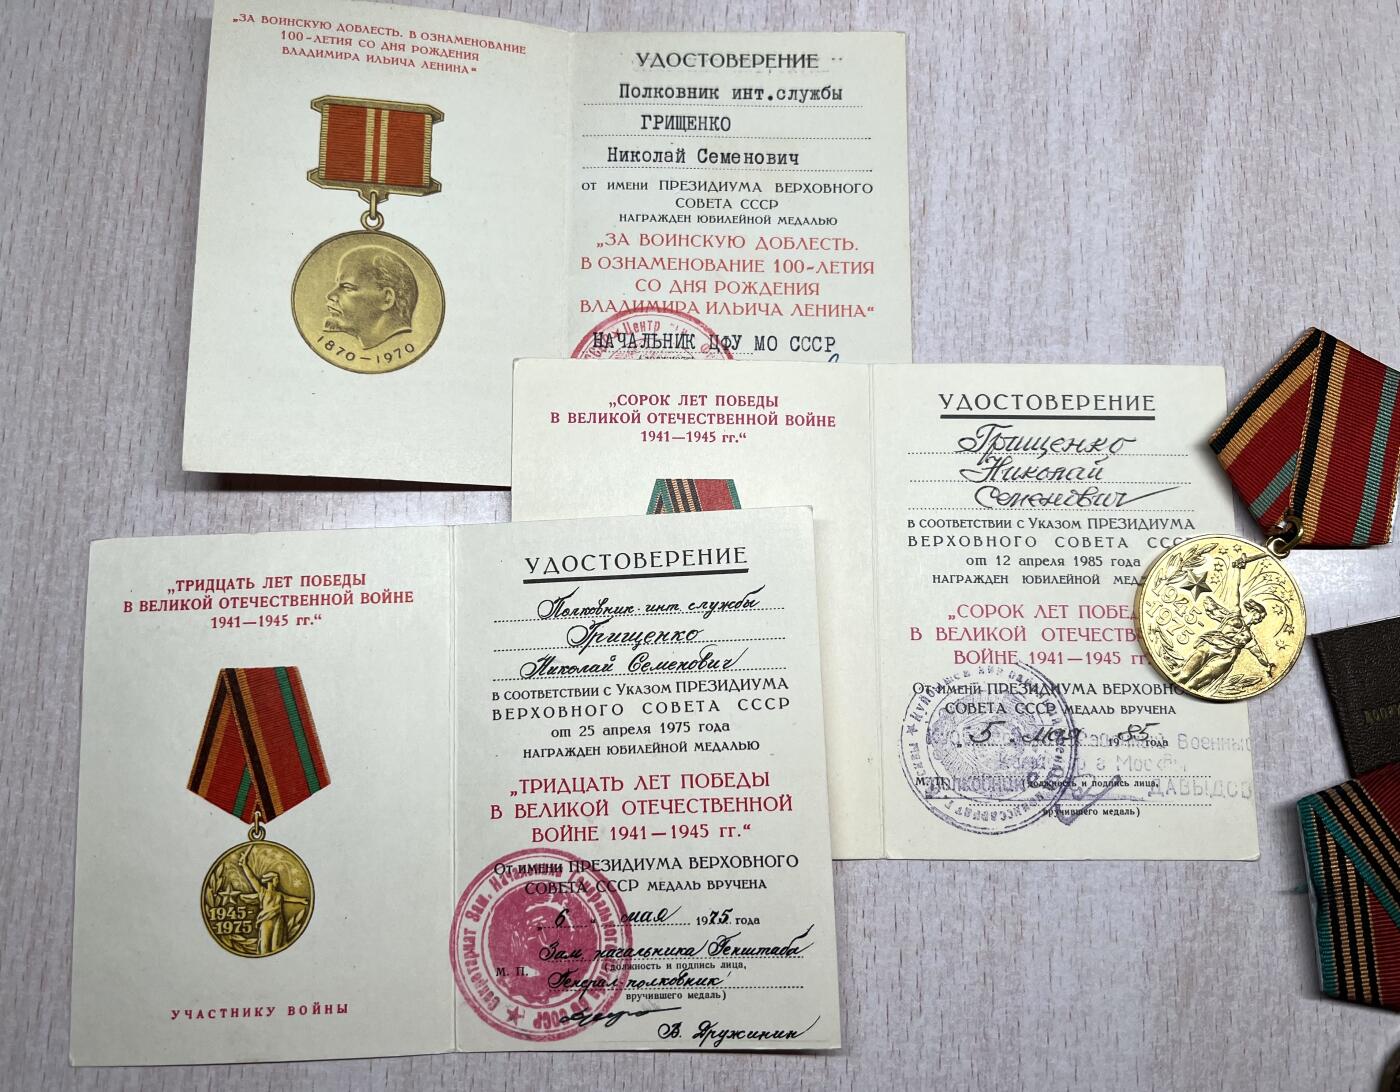 „ЗА ВОИНСКУЮ ДОБЛЕСТЬ. В ОЗНАМЕНОВАНИЕ
100-ЛЕТИЯ СО ДНЯ РОЖДЕНИЯ
ВЛАДИМИРА ИЛЬИЧА ЛЕНИНА“
1870–1970
УДОСТОВЕРЕНИЕ
Полковник инт.службы
ГРИЩЕНКО
Николай Семенович
ОТ ИМЕНИ ПРЕЗИДИУМА ВЕРХОВНОГО
СОВЕТА СССР
НАГРАЖДЕН ЮБИЛЕЙНОЙ МЕДАЛЬЮ
„ЗА ВОИНСКУЮ ДОБЛЕСТЬ.
В ОЗНАМЕНОВАНИЕ 100-ЛЕТИЯ
СО ДНЯ РОЖДЕНИЯ
ВЛАДИМИРА ИЛЬИЧА ЛЕНИНА“
НАЧАЛЬНИК ЦФУ МО СССР
„СОРОК ЛЕТ ПОБЕДЫ
В ВЕЛИКОЙ ОТЕЧЕСТВЕННОЙ ВОЙНЕ
1941—1945 гг.“
УДОСТОВЕРЕНИЕ
Грищенко
Николай
Семенович
В СООТВЕТСТВИИ С УКАЗОМ ПРЕЗИДИУМА
ВЕРХОВНОГО СОВЕТА СССР
от 12 апреля 1985 года
НАГРАЖДЕН ЮБИЛЕЙНОЙ МЕД
„СОРОК ЛЕТ ПОБЕД
В ВЕЛИКОЙ ОТЕЧЕСТВЕ
ВОЙНЕ 1941—1945 гг
От имени ПРЕЗИДИУМА ВЕРХОВНО
СОВЕТА СССР МЕДАЛЬ ВРУЧЕНА
„5 мая 1985 года
М. П. (должность и подпись лица,
ДАВЫДОВ
вручившего медаль)
1945-
1975
„ТРИДЦАТЬ ЛЕТ ПОБЕДЫ
В ВЕЛИКОЙ ОТЕЧЕСТВЕННОЙ ВОЙНЕ
1941—1945 гг.“
1945-
-1975
УЧАСТНИКУ ВОЙНЫ
УДОСТОВЕРЕНИЕ
Полковник инт. службы
Грищенко
Николай Семенович
В СООТВЕТСТВИИ С УКАЗОМ ПРЕЗИДИУМА
ВЕРХОВНОГО СОВЕТА СССР
от 25 апреля 1975 года
НАГРАЖДЕН ЮБИЛЕЙНОЙ МЕДАЛЬЮ
„ТРИДЦАТЬ ЛЕТ ПОБЕДЫ
В ВЕЛИКОЙ ОТЕЧЕСТВЕННОЙ
ВОЙНЕ 1941—1945 гг.“
От имени ПРЕЗИДИУМА ВЕРХОВНОГО
СОВЕТА СССР МЕДАЛЬ ВРУЧЕНА
„6“ мая 1975 года
Зам. начальника Генштаба
М. П. (должность и подпись лица,
Генерал-полковник
вручившего медаль)
В. Дружинин